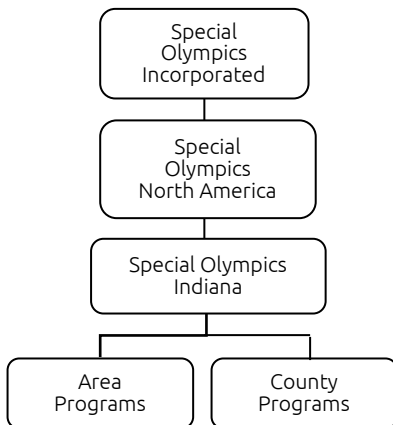 Special
Olympics
Incorporated
Special
Olympics
North America
Special Olympics
Indiana
Area
Programs
County
Programs